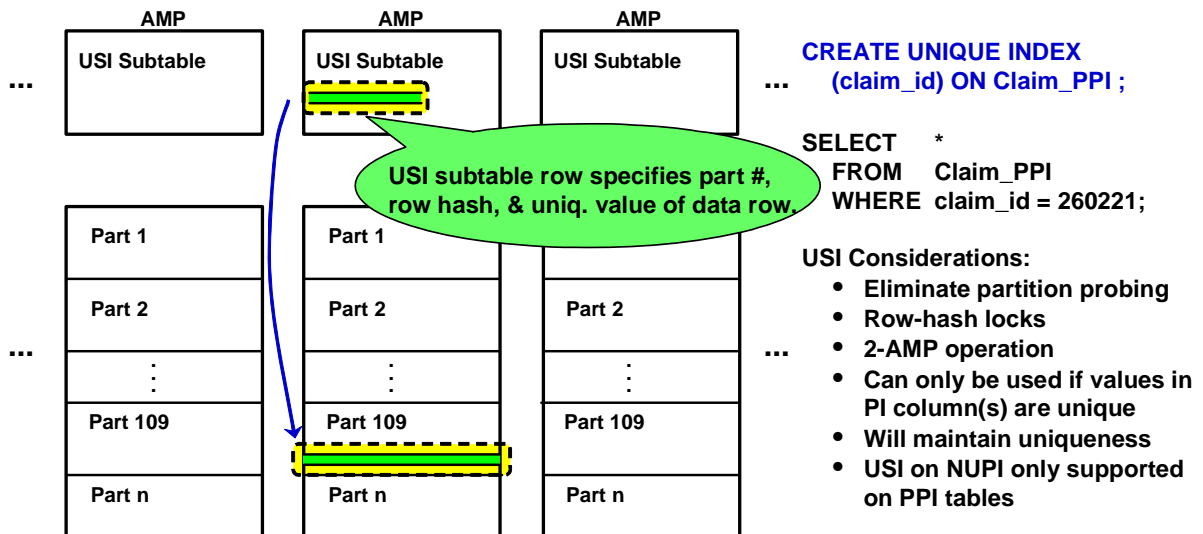 AMP AMP AMP
USI Subtable USI Subtable USI Subtable
... ...
USI subtable row specifies part #,
row hash, & uniq. value of data row.
Part 1 Part 1
Part 2 Part 2 Part 2
... ...
Part 109 Part 109 Part 109
Part n Part n Part n
CREATE UNIQUE INDEX
(claim_id) ON Claim_PPI ;
SELECT *
FROM Claim_PPI
WHERE claim_id = 260221;
USI Considerations:
• Eliminate partition probing
• Row-hash locks
• 2-AMP operation
• Can only be used if values in
PI column(s) are unique
• Will maintain uniqueness
• USI on NUPI only supported
on PPI tables